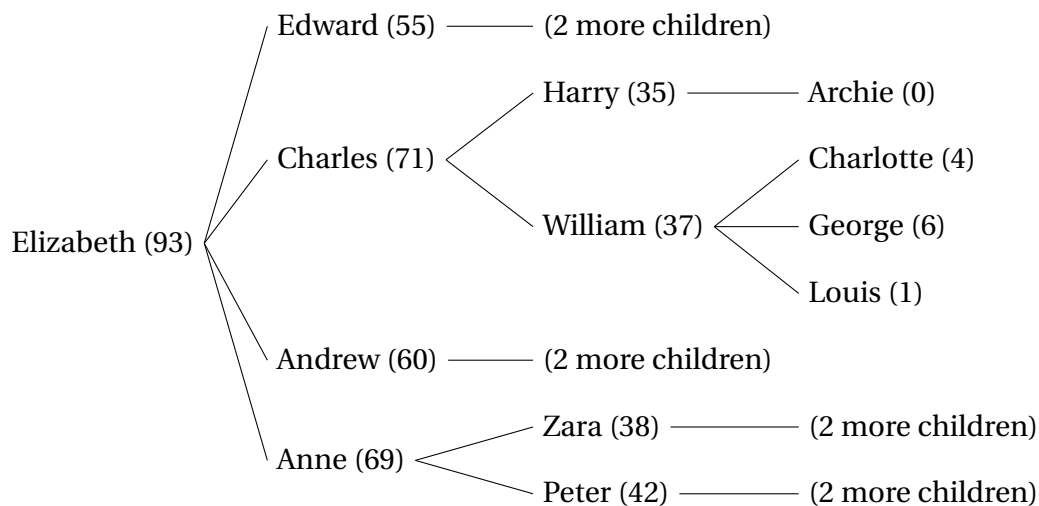 Edward (55) (2 more children)
Harry (35) Archie (0)
Charles (71) Charlotte (4)
William (37) George (6)
Elizabeth (93)
Louis (1)
Andrew (60) (2 more children)
Zara (38) (2 more children)
Anne (69)
Peter (42) (2 more children)